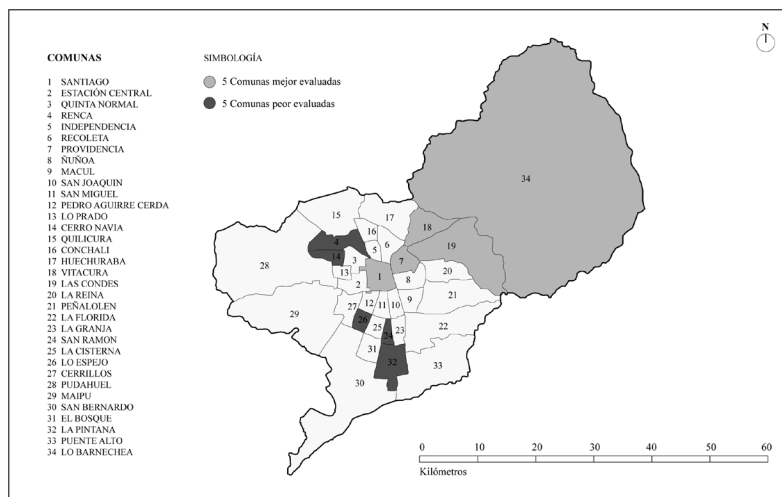 N
COMUNAS
1 SANTIAGO
2 ESTACIÓN CENTRAL
3 QUINTA NORMAL
4 RENCA
5 INDEPENDENCIA
6 RECOLETA
7 PROVIDENCIA
8 ÑUÑOA
9 MACUL
10 SAN JOAQUIN
11 SAN MIGUEL
12 PEDRO AGUIRRE CERDA
13 LO PRADO
14 CERRO NAVIA
15 QUILICURA
16 CONCHALI
17 HUECHURABA
18 VITACURA
19 LAS CONDES
20 LA REINA
21 PEÑALOLEN
22 LA FLORIDA
23 LA GRANJA
24 SAN RAMON
25 LA CISTERNA
26 LO ESPEJO
27 CERRILLOS
28 PUDAHUEL
29 MAIPU
30 SAN BERNARDO
31 EL BOSQUE
32 LA PINTANA
33 PUENTE ALTO
34 LO BARNECHEA
SIMBOLOGÍA
5 Comunas mejor evaluadas
5 Comunas peor evaluadas
34
15
17
18
16
4
5
6
19
14
3
7
28
13
1
20
8
2
21
29
27
12
11
10
9
26
25
24
23
22
31
32
33
30
0 10 20 30 40 50 60
Kilómetros